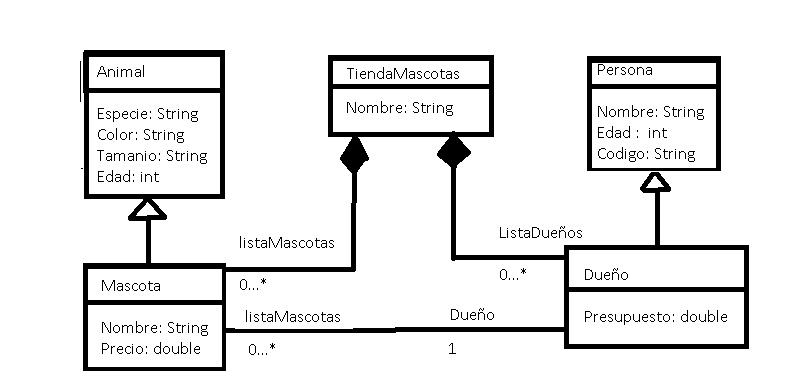 Animal
Especie: String
Color: String
Tamanio: String
Edad: int
TiendaMascotas
Nombre: String
Persona
Nombre: String
Edad : int
Codigo: String
listaMascotas
0...*
ListaDueños
0...*
Mascota
Nombre: String
Precio: double
listaMascotas
0...*
Dueño
1
Dueño
Presupuesto: double